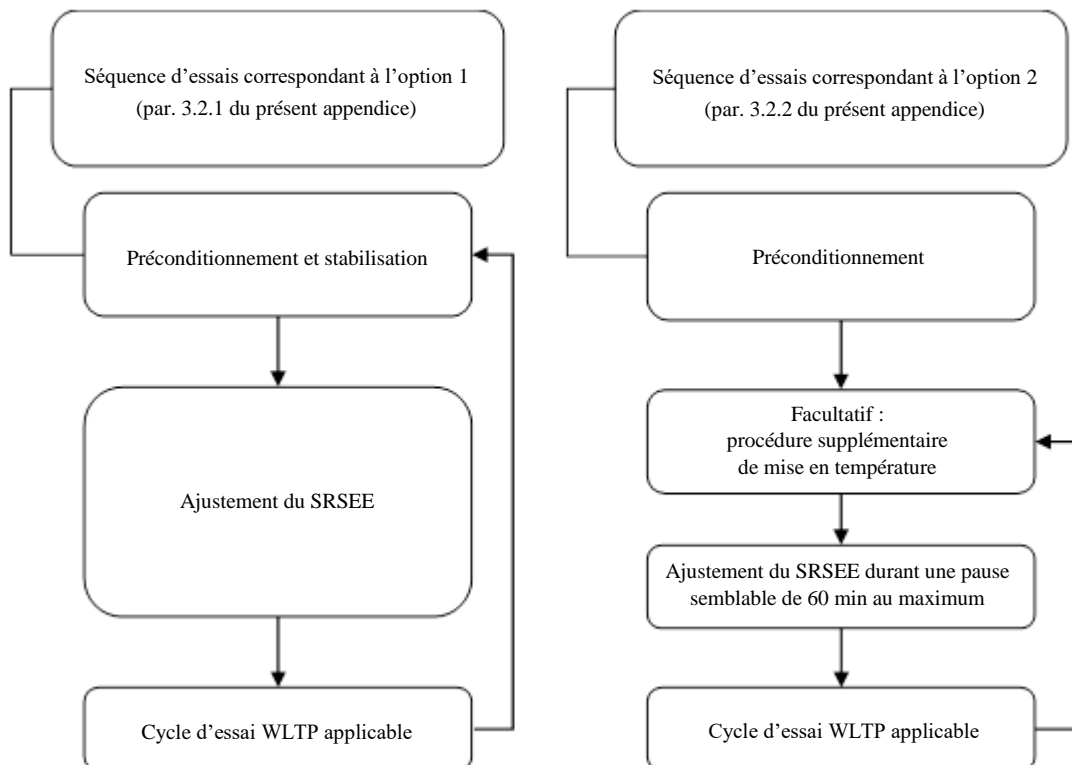 Séquence d’essais correspondant à l’option 1
(par. 3.2.1 du présent appendice)
Préconditionnement et stabilisation
Ajustement du SRSEE
Cycle d’essai WLTP applicable
Séquence d’essais correspondant à l’option 2
(par. 3.2.2 du présent appendice)
Préconditionnement
Facultatif :
procédure supplémentaire
de mise en température
Ajustement du SRSEE durant une pause
semblable de 60 min au maximum
Cycle d’essai WLTP applicable